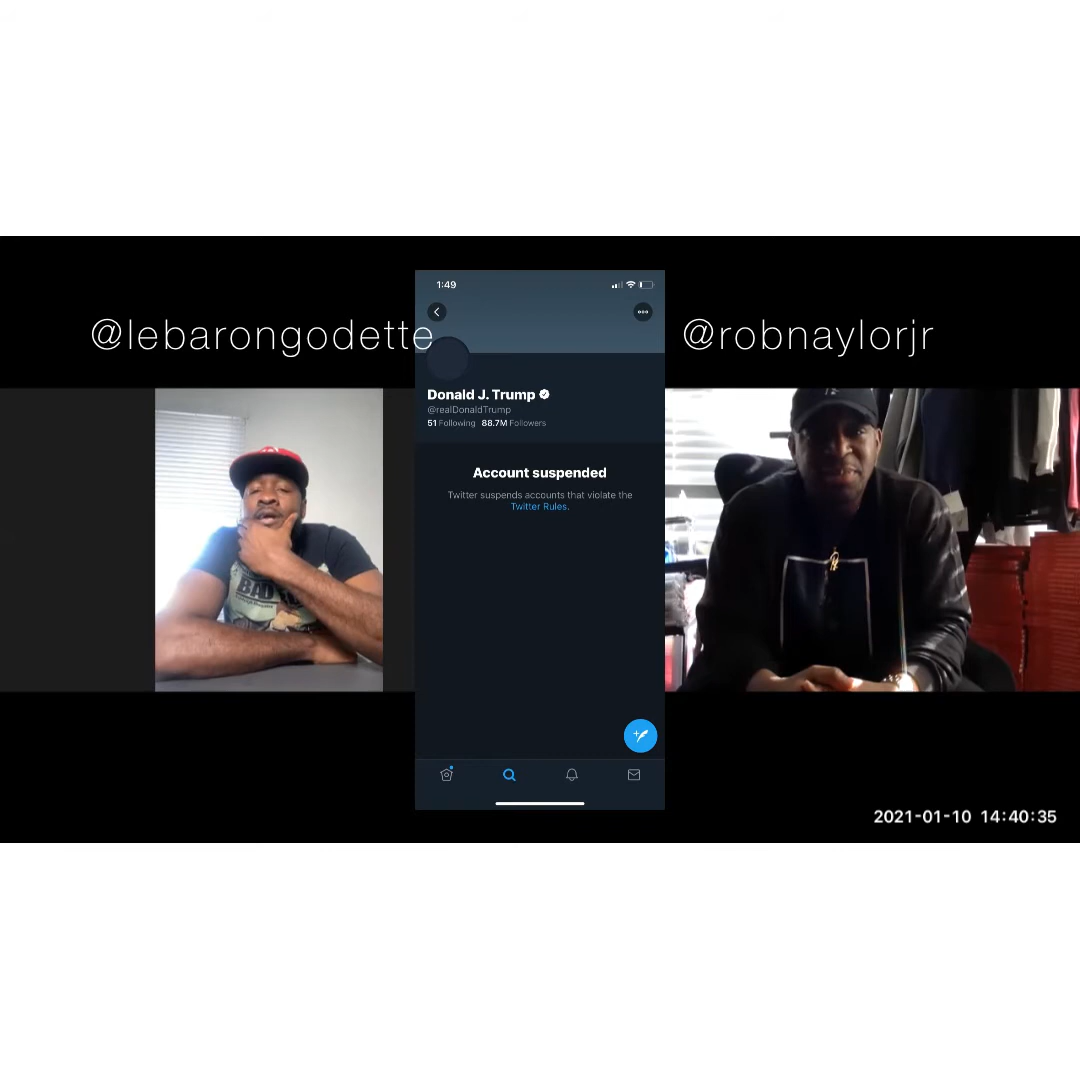 1:49
@lebarongodette
@robnaylorjr
Donald J. Trump
@realDonaldTrump
51 Following 88.7M Followers
Account suspended
Twitter suspends accounts that violate the
Twitter Rules.
BAD
2021-01-10 14:40:35